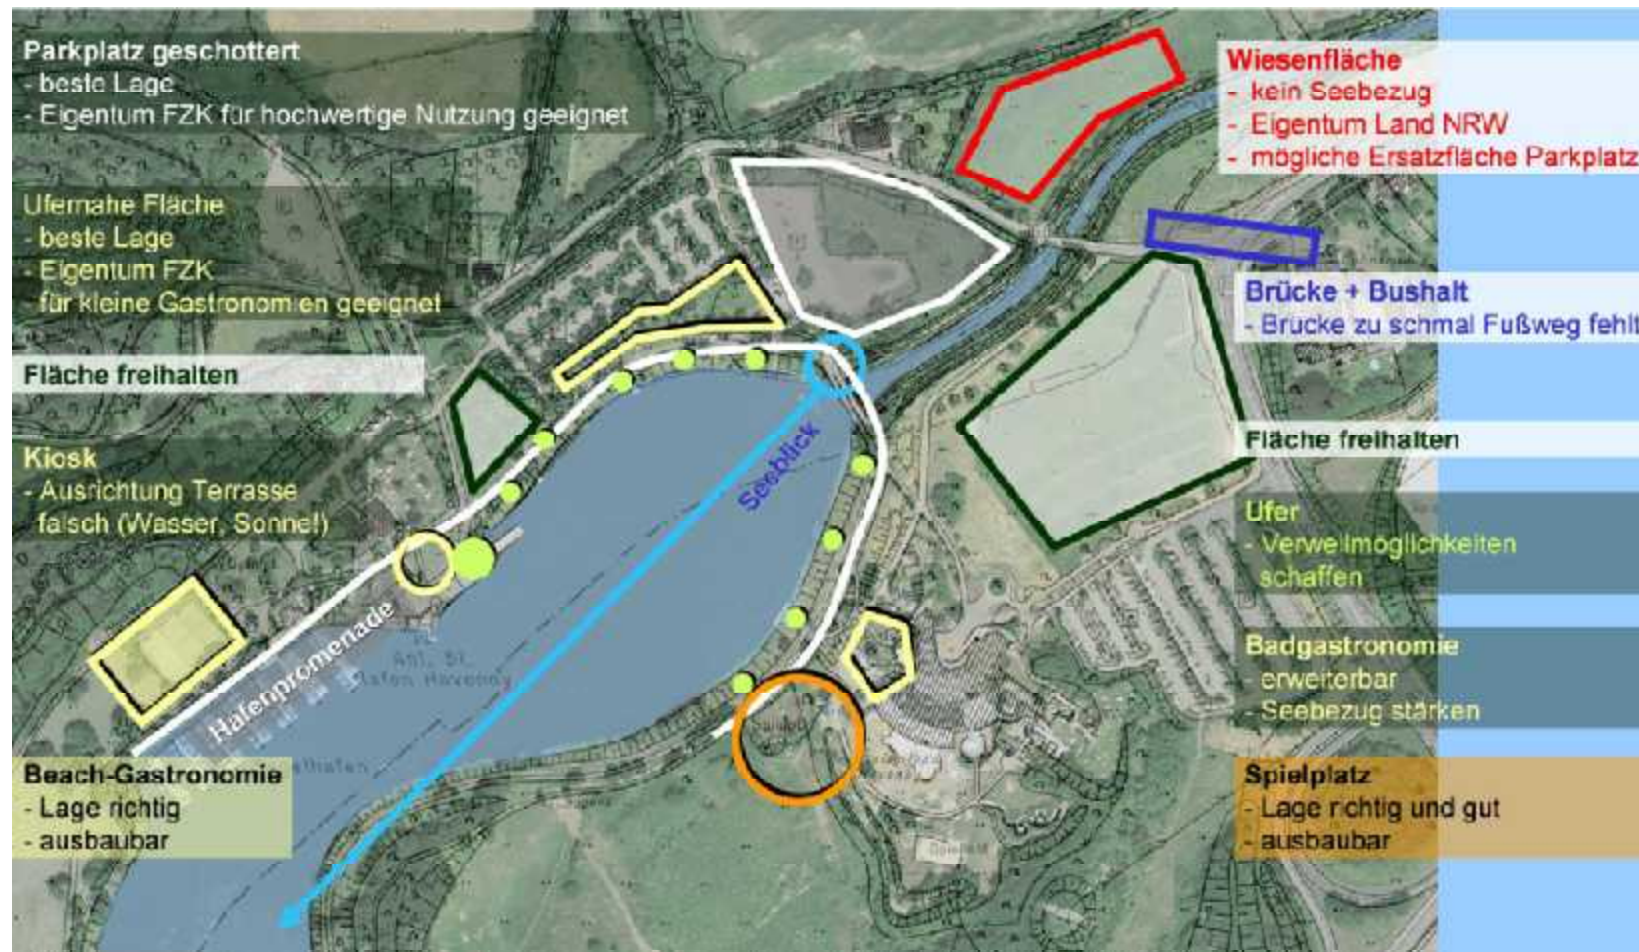 Parkplatz geschottert
- beste Lage
- Eigentum FZK für hochwertige Nutzung geeignet
Ufernahe Fläche
- beste Lage
- Eigentum FZK
- für kleine Gastronomien geeignet
Fläche freihalten
Kiosk
- Ausrichtung Terrasse
falsch (Wasser, Sonne!)
Hafenpromenade
Beach-Gastronomie
- Lage richtig
- ausbaubar
Seeblick
Wiesenfläche
- kein Seebezug
- Eigentum Land NRW
- mögliche Ersatzfläche Parkplatz
Brücke + Bushalt
- Brücke zu schmal Fußweg fehlt
Fläche freihalten
Ufer
- Verweilmöglichkeiten
schaffen
Badgastronomie
erweiterbar
- Seebezug stärken
Spielplatz
- Lage richtig und gut
- ausbaubar